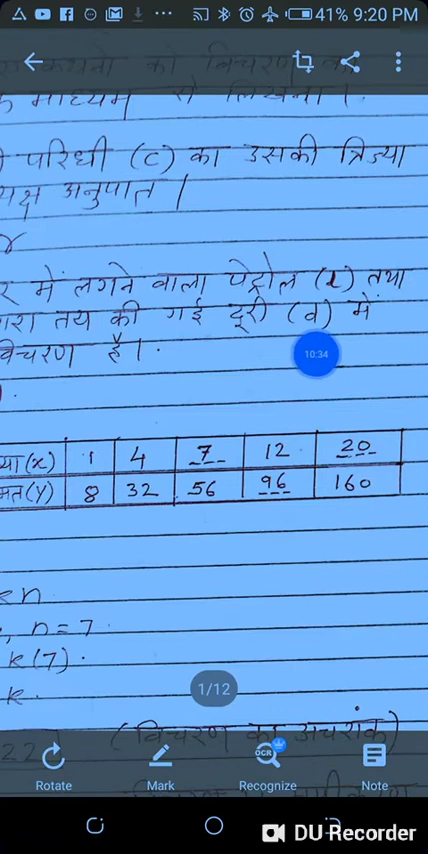 41% 9:20 PM
को विचरण
माध्यम से लिखना।
परिधी (c) का उसकी त्रिज्या
अनुपात।
में लगने वाला पेट्रोल (l) तथा
तय की गई दूरी (d) में
विचरण है।
10:34
(x) 1 4 7 12 20
(y) 8 32 56 96 160
n
, n = 7
k(7).
k.
1/12
22 (विचरण का अचरांक)
OCR
Rotate Mark Recognize Note
DU Recorder